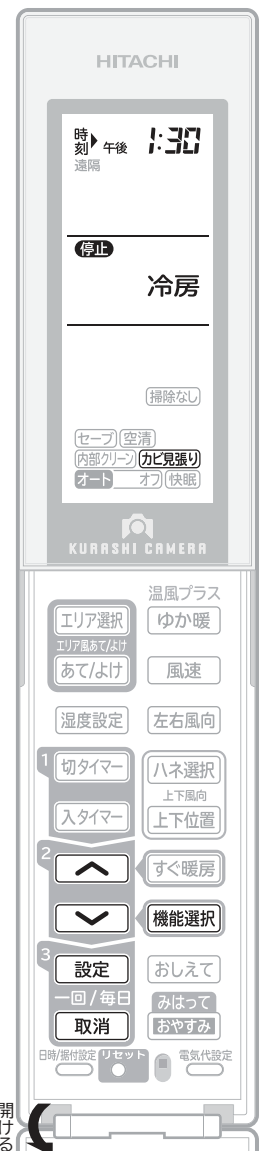 HITACHI
時刻 午後 1:30
遠隔
停止
冷房
掃除なし
セーブ 空清
内部クリーン カビ見張り
オート オフ 快眠
KURASHI CAMERA
温風プラス
エリア選択 ゆか暖
エリア風あて/よけ
あて/よけ 風速
湿度設定 左右風向
1 切タイマー ハネ選択
上下風向
入タイマー 上下位置
2 すぐ暖房
機能選択
3 設定 おしえて
一回/毎日 みはって
取消 おやすみ
日時/据付設定 リセット 電気代設定
開ける